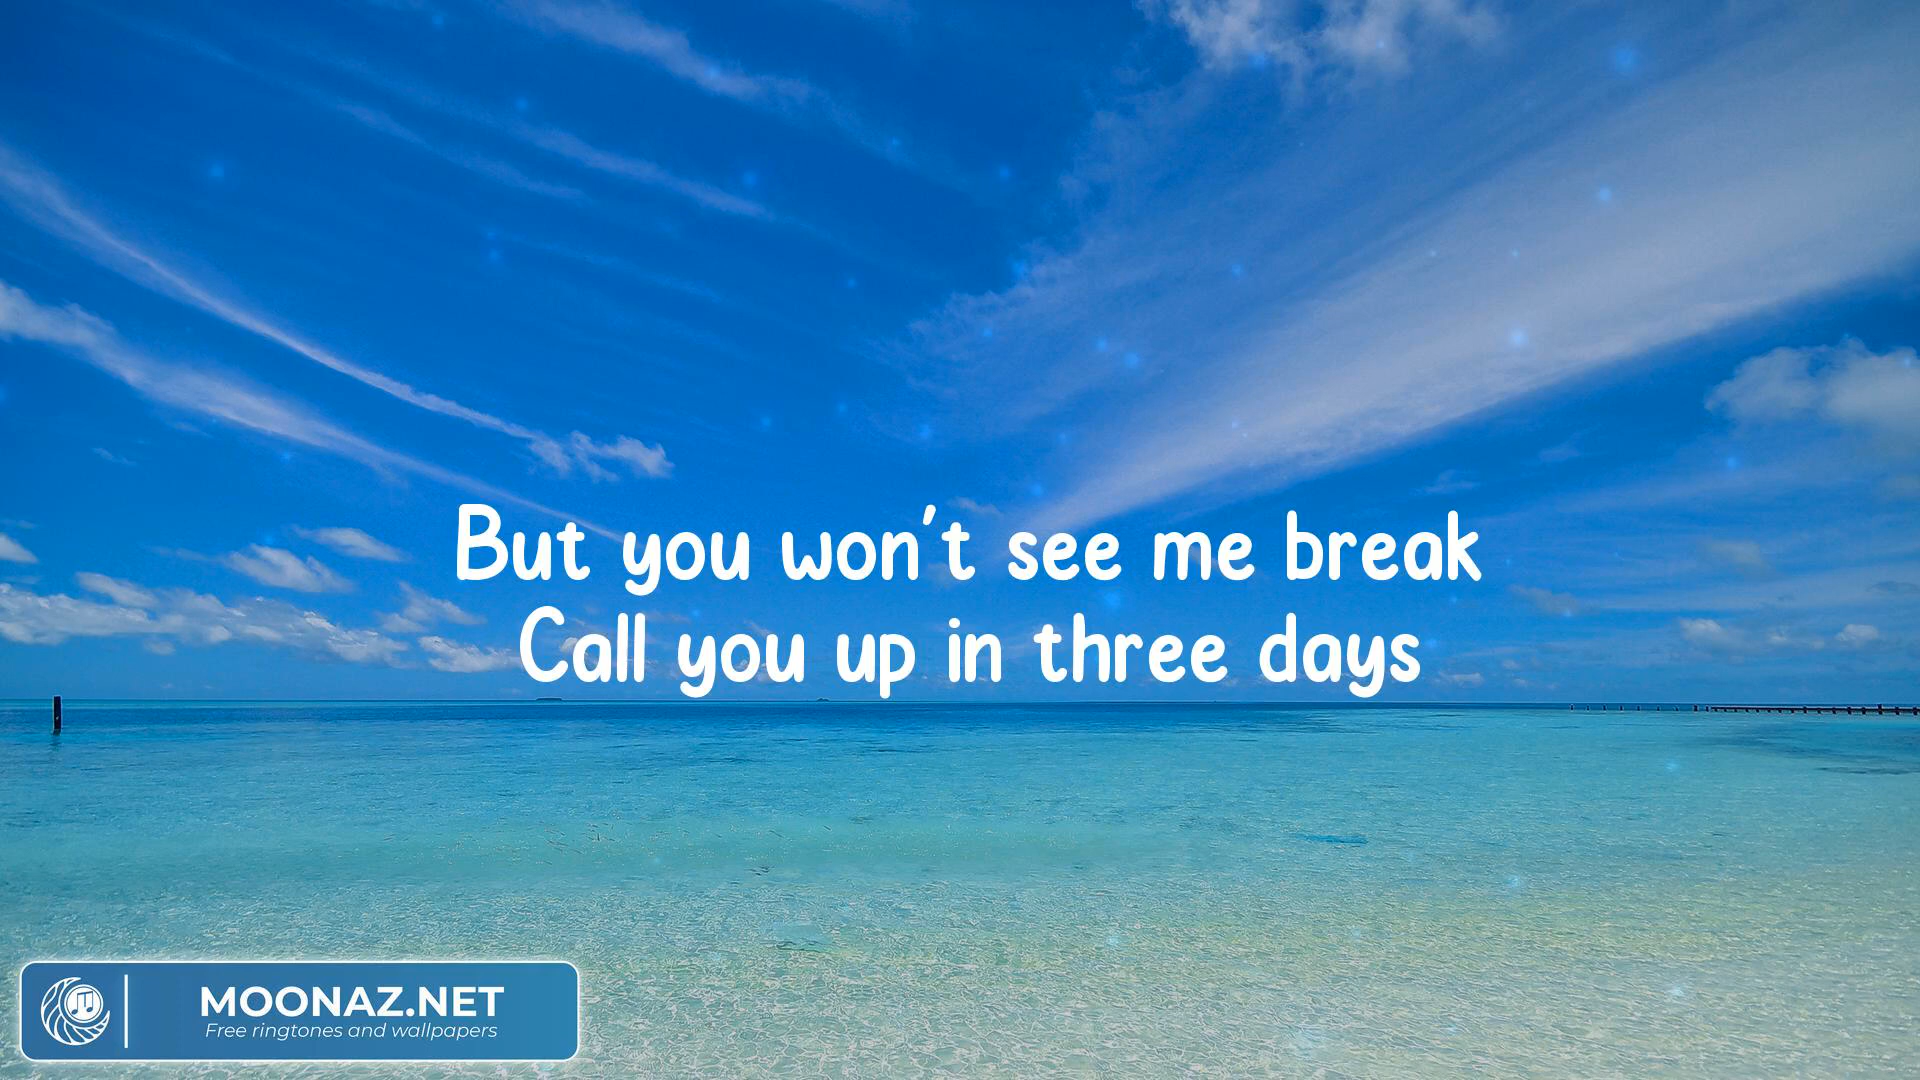 But you won't see me break
Call you up in three days
MOONAZ.NET
Free ringtones and wallpapers